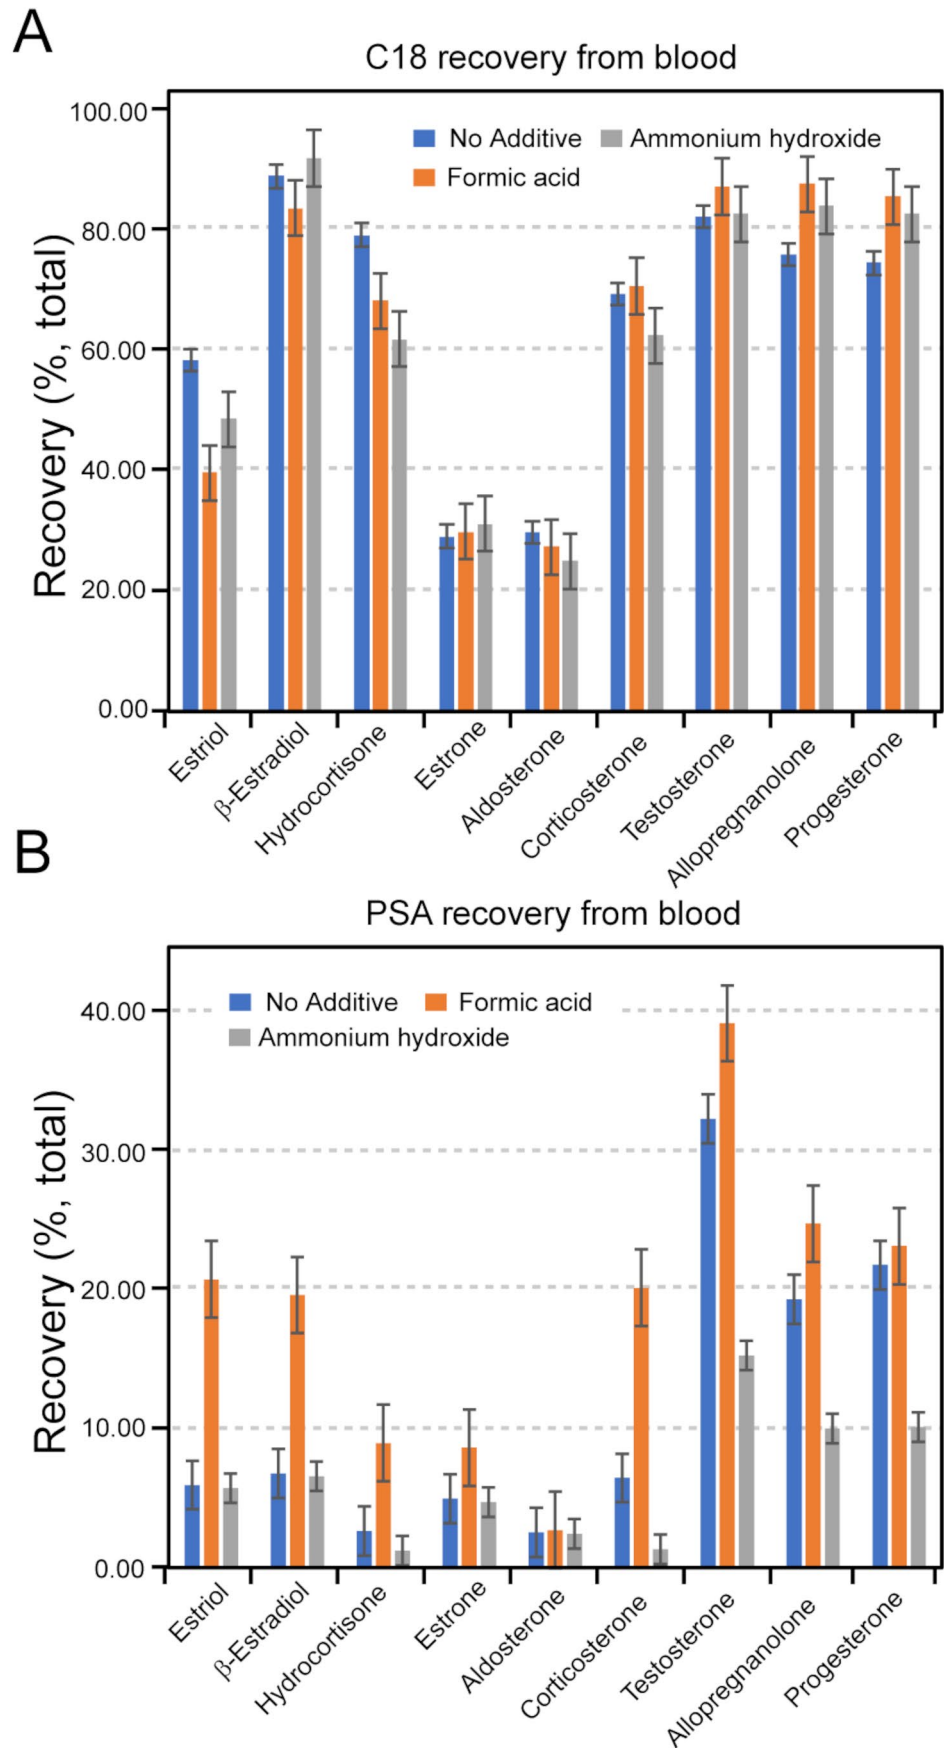 A
C18 recovery from blood
No Additive
Ammonium hydroxide
Formic acid
Recovery (%, total)
100.00
80.00
60.00
40.00
20.00
0.00
Estriol
β-Estradiol
Hydrocortisone
Estrone
Aldosterone
Corticosterone
Testosterone
Allopregnanolone
Progesterone
B
PSA recovery from blood
No Additive
Formic acid
Ammonium hydroxide
Recovery (%, total)
40.00
30.00
20.00
10.00
0.00
Estriol
β-Estradiol
Hydrocortisone
Estrone
Aldosterone
Corticosterone
Testosterone
Allopregnanolone
Progesterone